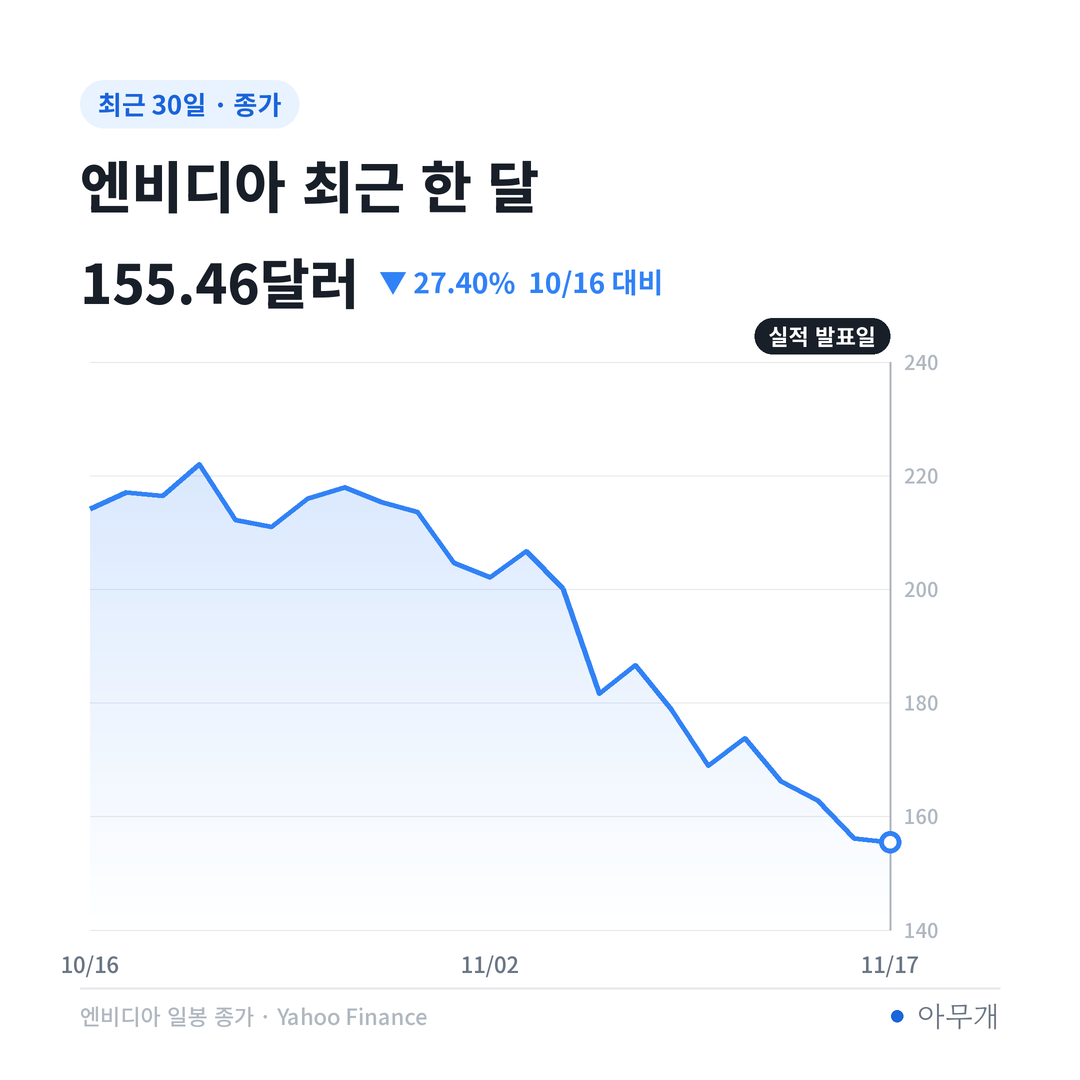 최근 30일 · 종가
엔비디아 최근 한 달
155.46달러 ▼ 27.40% 10/16 대비
실적 발표일
240
220
200
180
160
140
10/16 11/02 11/17
엔비디아 일봉 종가 · Yahoo Finance
아무개